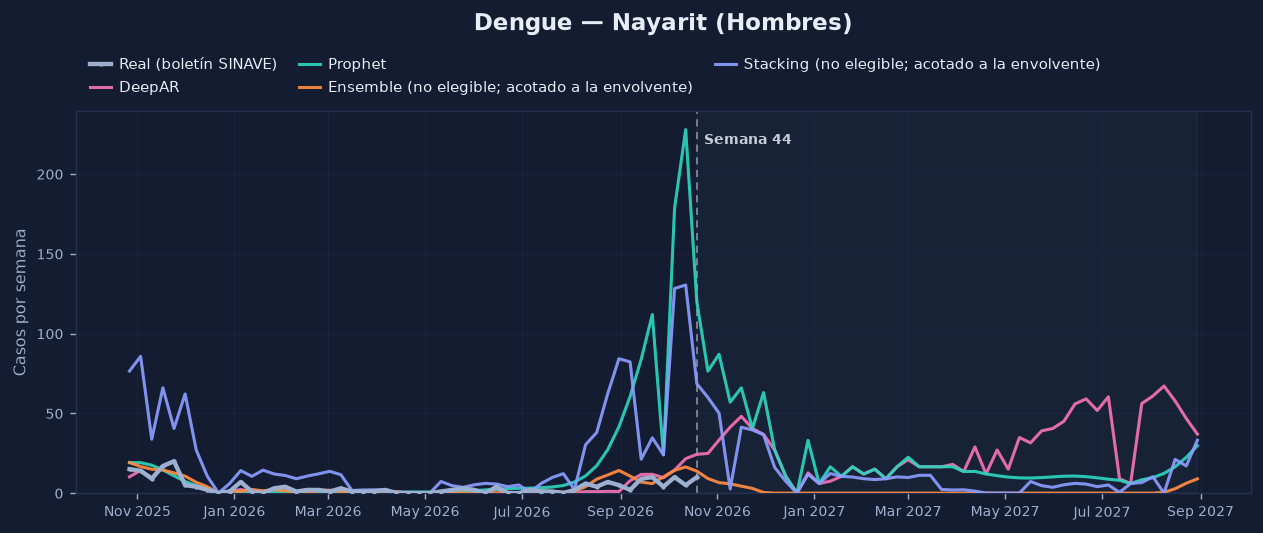 Dengue — Nayarit (Hombres)
Real (boletín SINAVE)
Prophet
Stacking (no elegible; acotado a la envolvente)
DeepAR
Ensemble (no elegible; acotado a la envolvente)
Semana 44
Casos por semana
200
150
100
50
0
Nov 2025
Jan 2026
Mar 2026
May 2026
Jul 2026
Sep 2026
Nov 2026
Jan 2027
Mar 2027
May 2027
Jul 2027
Sep 2027